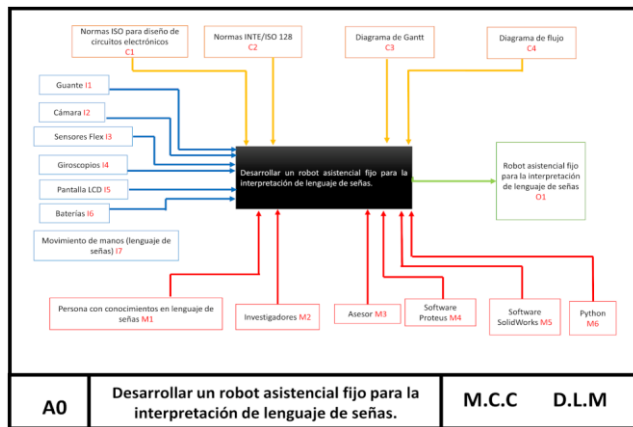 Normas ISO para diseño de
circuitos electrónicos
C1
Normas INTE/ISO 128
C2
Diagrama de Gantt
C3
Diagrama de flujo
C4
Guante I1
Cámara I2
Sensores Flex I3
Giroscopios I4
Pantalla LCD I5
Baterías I6
Movimiento de manos (lenguaje de
señas) I7
Desarrollar un robot asistencial fijo para la
interpretación de lenguaje de señas.
Robot asistencial fijo
para la interpretación
de lenguaje de señas
O1
Persona con conocimientos en lenguaje de
señas M1
Investigadores M2
Asesor M3
Software
Proteus M4
Software
SolidWorks M5
Python
M6
A0
Desarrollar un robot asistencial fijo para la
interpretación de lenguaje de señas.
M.C.C D.L.M